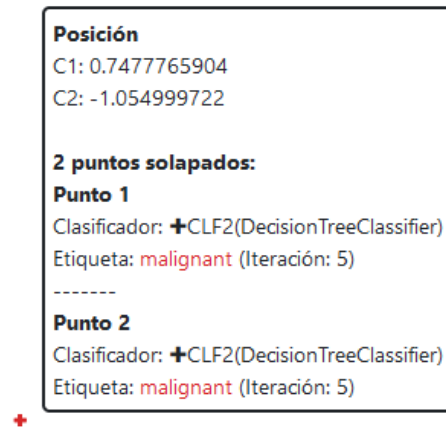 Posición
C1: 0.7477765904
C2: -1.054999722
2 puntos solapados:
Punto 1
Clasificador: ✚CLF2(DecisionTreeClassifier)
Etiqueta: malignant (Iteración: 5)
-------
Punto 2
Clasificador: ✚CLF2(DecisionTreeClassifier)
Etiqueta: malignant (Iteración: 5)